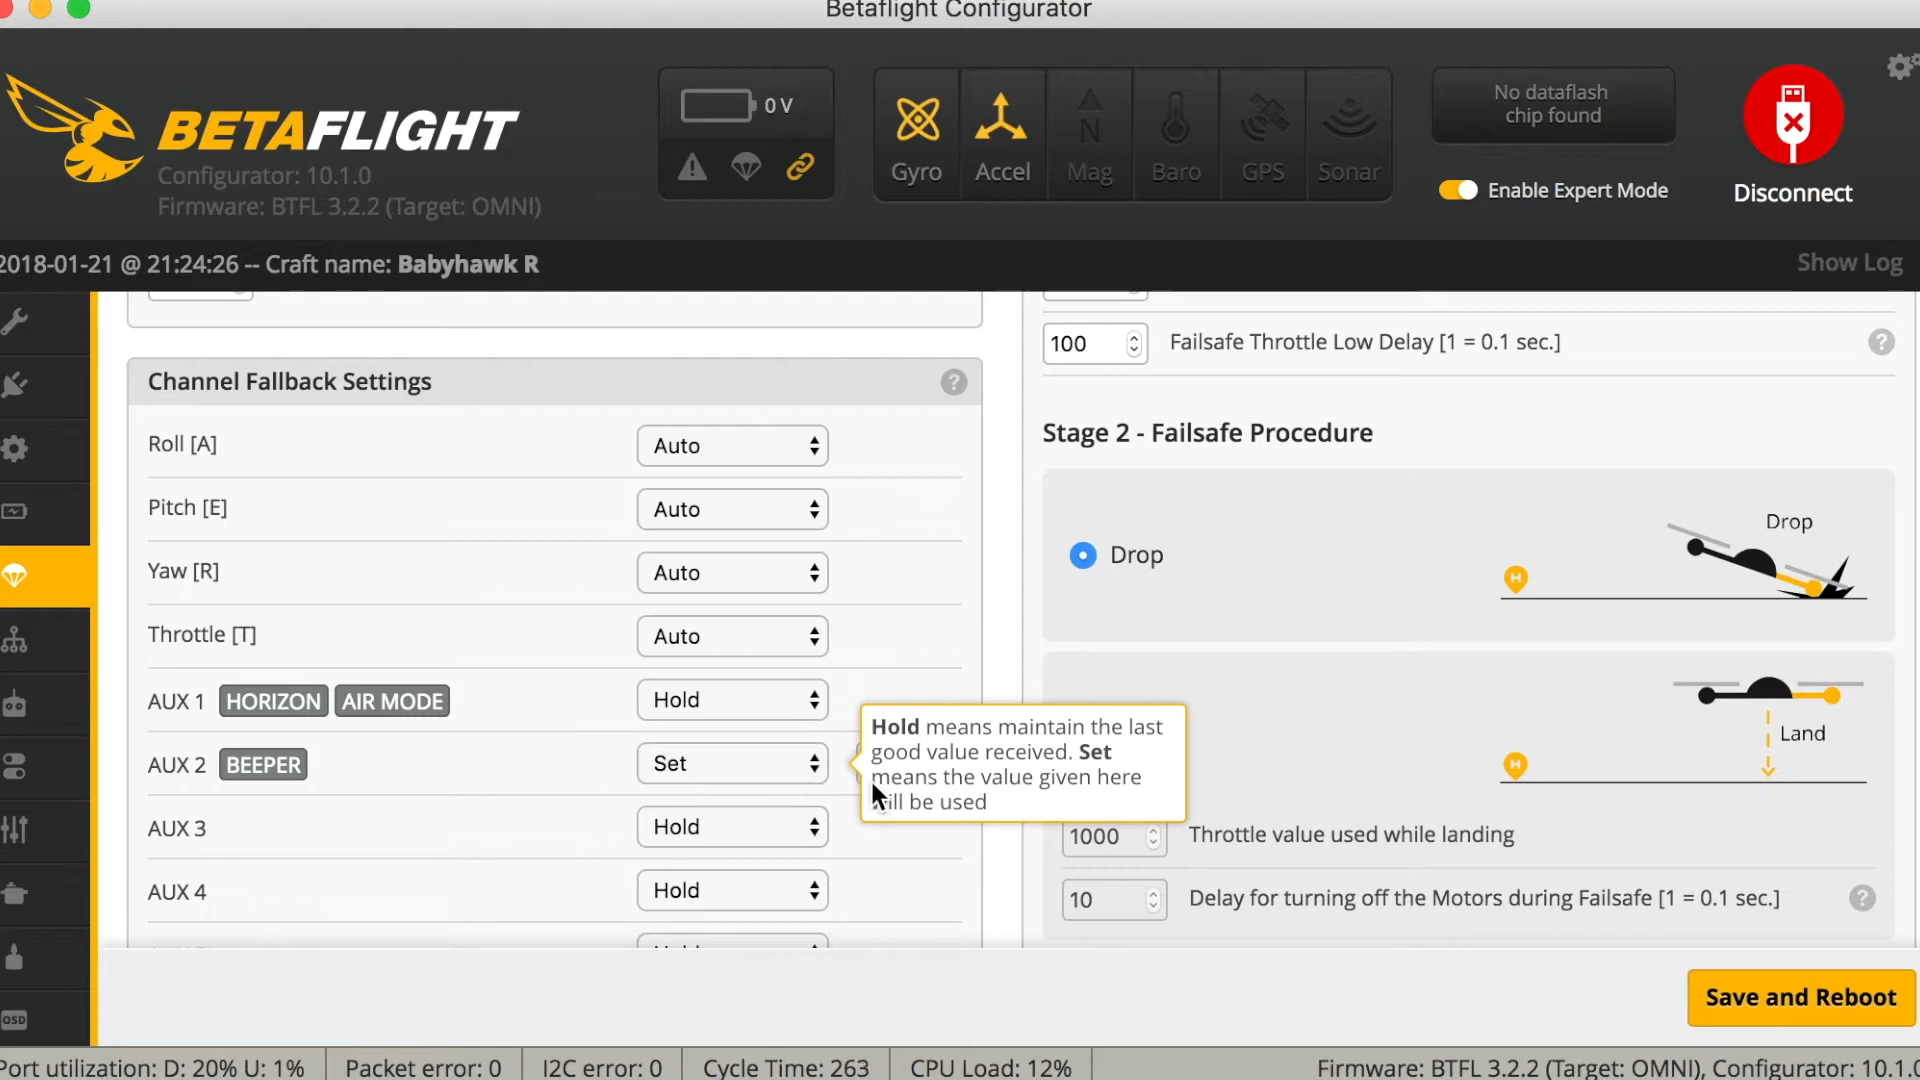 Betaflight Configurator
BETAFLIGHT
Configurator: 10.1.0
Firmware: BTFL 3.2.2 (Target: OMNI)
0 V
Gyro
Accel
N
Mag
Baro
GPS
Sonar
No dataflash
chip found
Enable Expert Mode
Disconnect
2018-01-21 @ 21:24:26 -- Craft name: Babyhawk R
Show Log
100 Failsafe Throttle Low Delay [1 = 0.1 sec.] ?
Channel Fallback Settings ?
Roll [A] Auto
Pitch [E] Auto
Yaw [R] Auto
Throttle [T] Auto
AUX 1 HORIZON AIR MODE Hold
AUX 2 BEEPER Set
AUX 3 Hold
AUX 4 Hold
Hold means maintain the last
good value received. Set
means the value given here
will be used
Stage 2 - Failsafe Procedure
Drop
Drop
H
Land
H
1000 Throttle value used while landing
10 Delay for turning off the Motors during Failsafe [1 = 0.1 sec.] ?
OSD
Save and Reboot
Port utilization: D: 20% U: 1%
Packet error: 0
I2C error: 0
Cycle Time: 263
CPU Load: 12%
Firmware: BTFL 3.2.2 (Target: OMNI), Configurator: 10.1.0